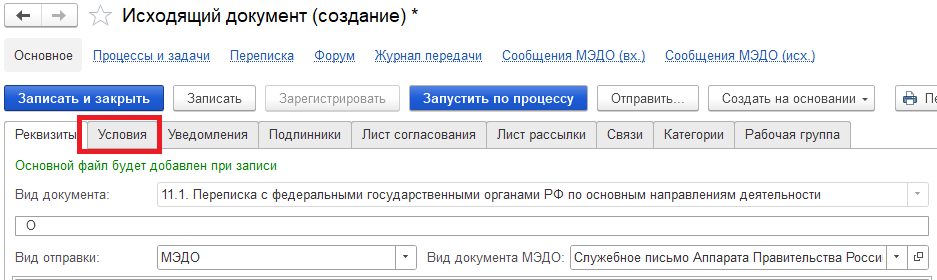 Исходящий документ (создание) *
Основное Процессы и задачи Переписка Форум Журнал передачи Сообщения МЭДО (вх.) Сообщения МЭДО (исх.)
Записать и закрыть Записать Зарегистрировать Запустить по процессу Отправить... Создать на основании Пе
Реквизиты Условия Уведомления Подлинники Лист согласования Лист рассылки Связи Категории Рабочая группа
Основной файл будет добавлен при записи
Вид документа: 11.1. Переписка с федеральными государственными органами РФ по основным направлениям деятельности
О
Вид отправки: МЭДО Вид документа МЭДО: Служебное письмо Аппарата Правительства Росси